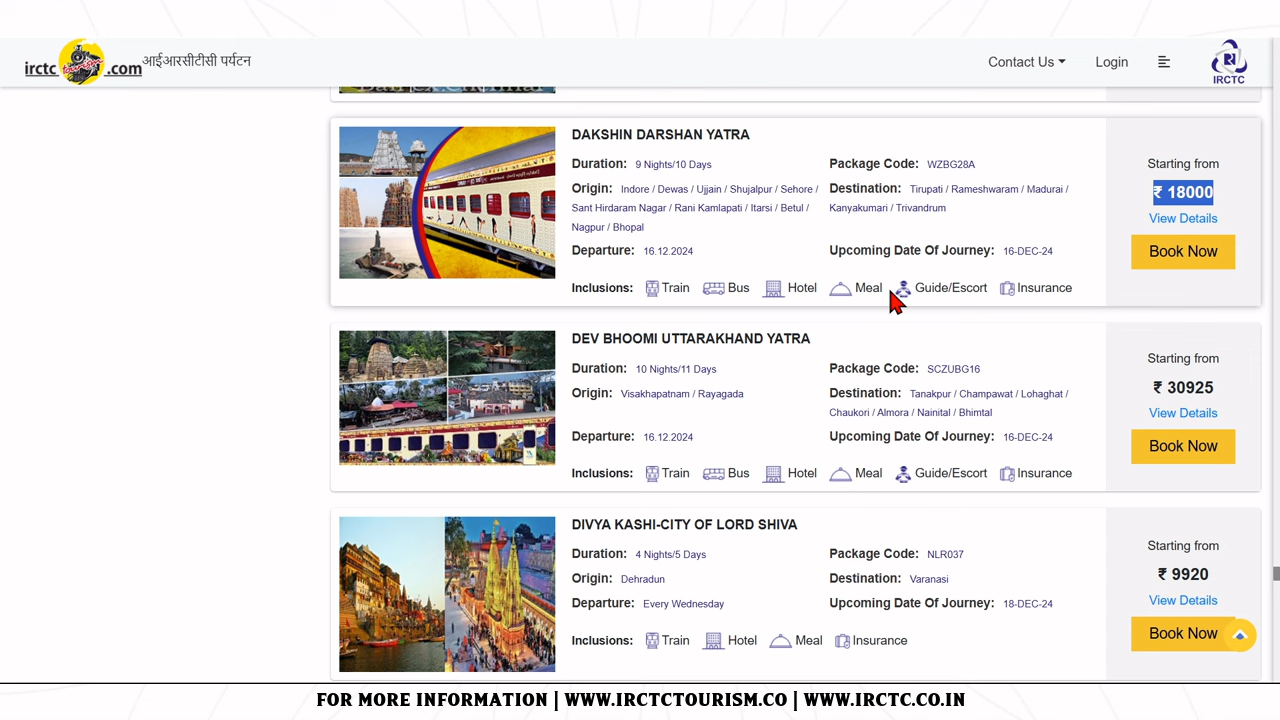 irctc tourism .com आईआरसीटीसी पर्यटन
Contact Us
Login
IRCTC
DAKSHIN DARSHAN YATRA
Duration: 9 Nights/10 Days
Package Code: WZBG28A
Origin: Indore / Dewas / Ujjain / Shujalpur / Sehore /
Sant Hirdaram Nagar / Rani Kamlapati / Itarsi / Betul /
Nagpur / Bhopal
Destination: Tirupati / Rameshwaram / Madurai /
Kanyakumari / Trivandrum
Departure: 16.12.2024
Upcoming Date Of Journey: 16-DEC-24
Inclusions: Train Bus Hotel Meal Guide/Escort Insurance
Starting from
₹ 18000
View Details
Book Now
DEV BHOOMI UTTARAKHAND YATRA
Duration: 10 Nights/11 Days
Package Code: SCZUBG16
Origin: Visakhapatnam / Rayagada
Destination: Tanakpur / Champawat / Lohaghat /
Chaukori / Almora / Nainital / Bhimtal
Departure: 16.12.2024
Upcoming Date Of Journey: 16-DEC-24
Inclusions: Train Bus Hotel Meal Guide/Escort Insurance
Starting from
₹ 30925
View Details
Book Now
DIVYA KASHI-CITY OF LORD SHIVA
Duration: 4 Nights/5 Days
Package Code: NLR037
Origin: Dehradun
Destination: Varanasi
Departure: Every Wednesday
Upcoming Date Of Journey: 18-DEC-24
Inclusions: Train Hotel Meal Insurance
Starting from
₹ 9920
View Details
Book Now
FOR MORE INFORMATION | WWW.IRCTCTOURISM.CO | WWW.IRCTC.CO.IN